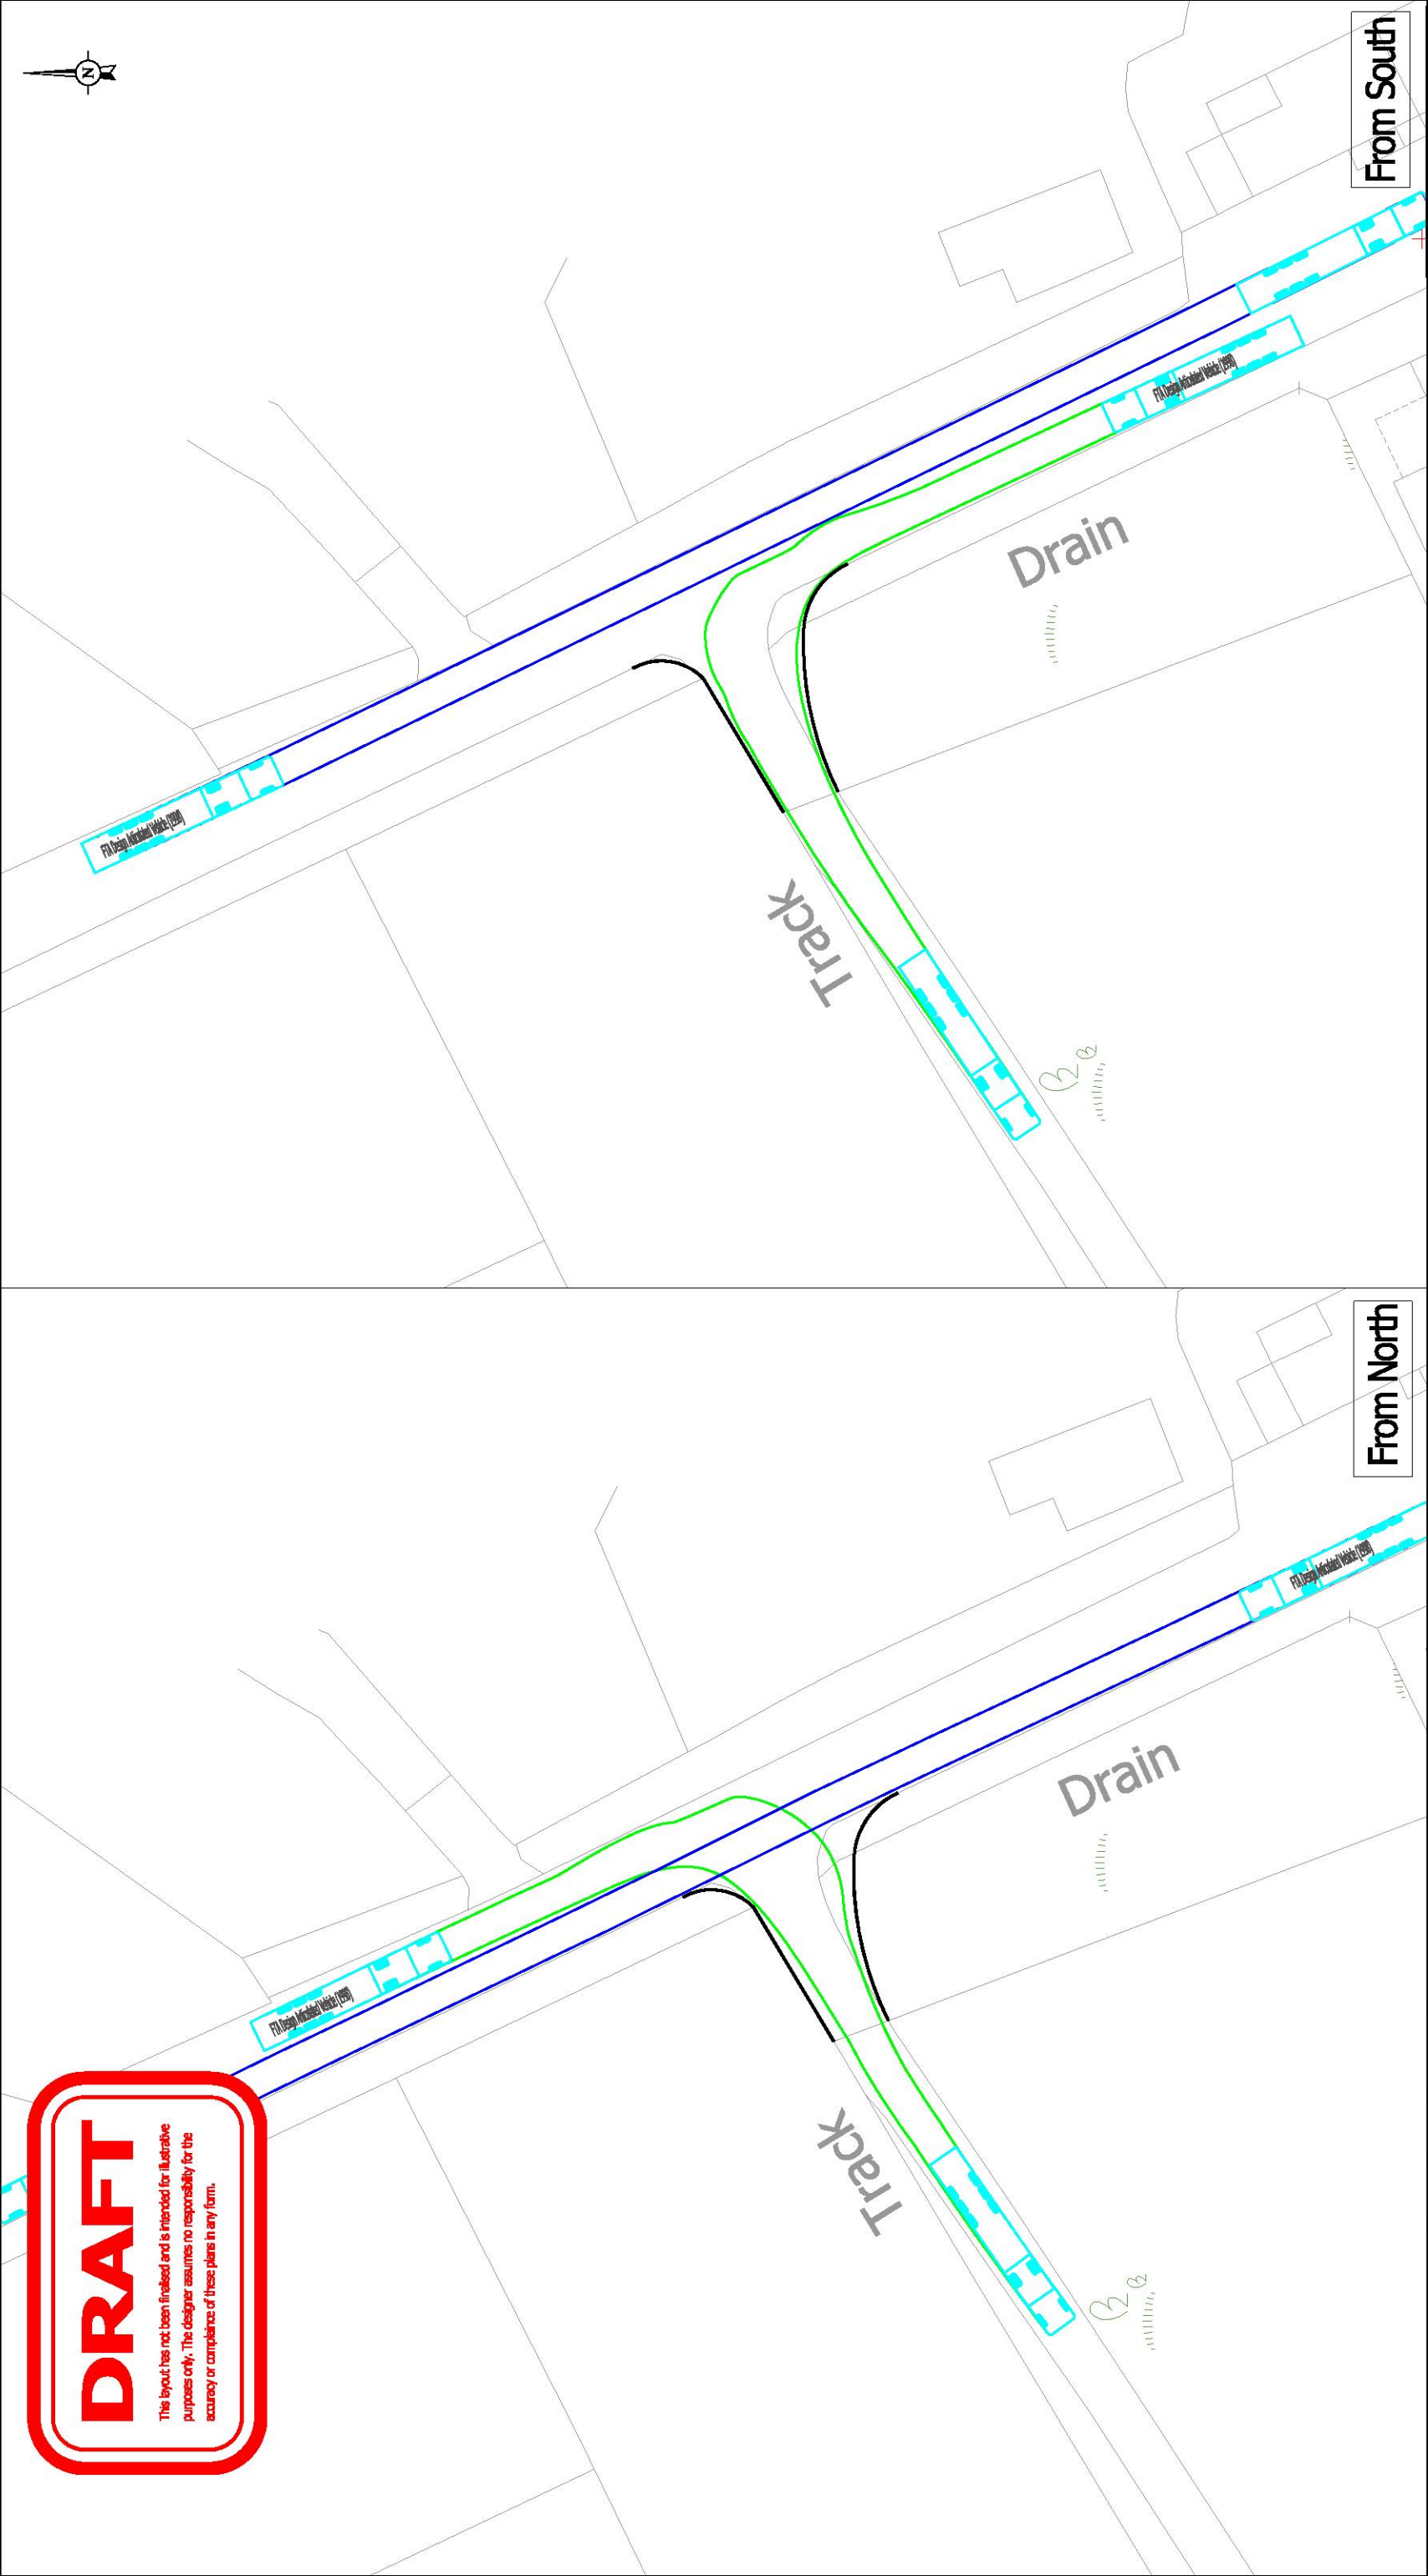 DRAFT
This layout has not been finalised and is intended for illustrative
purposes only. The designer assumes no responsibility for the
accuracy or complaince of these plans in any form.
FTA Design Articulated Vehicle (1998)
Track
Drain
FTA Design Articulated Vehicle (1998)
From North
N
FTA Design Articulated Vehicle (1998)
Track
Drain
FTA Design Articulated Vehicle (1998)
From South